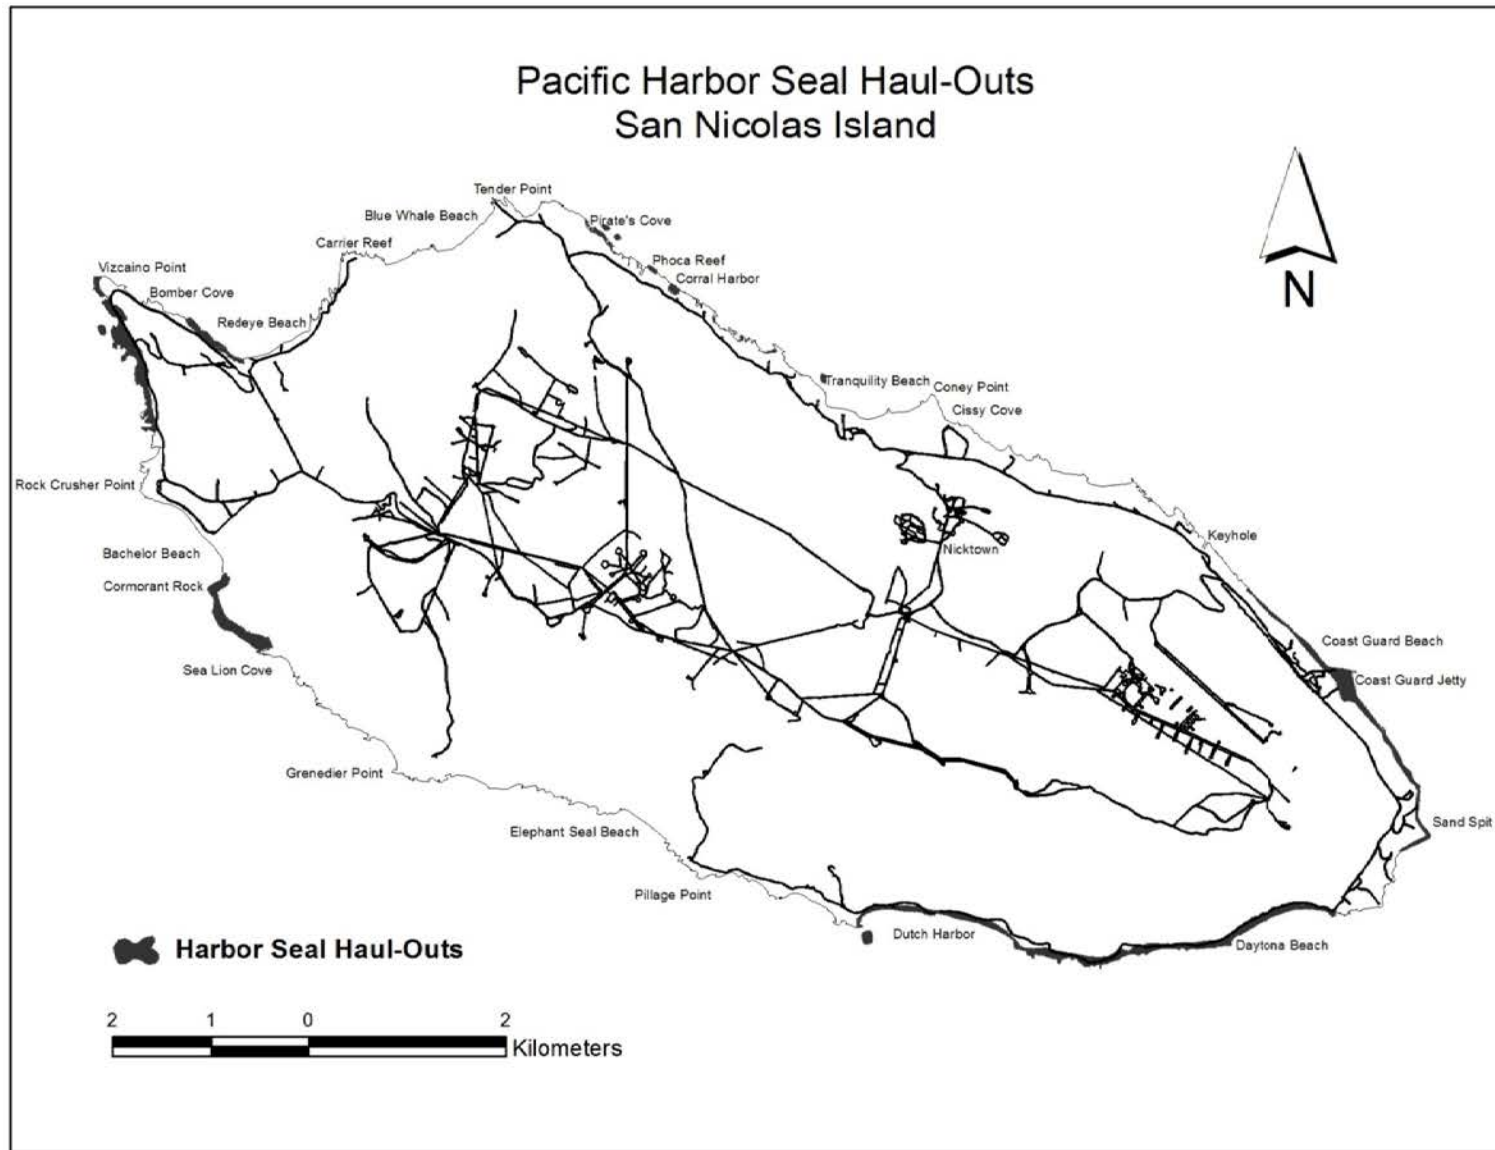 Pacific Harbor Seal Haul-Outs
San Nicolas Island
N
Tender Point
Blue Whale Beach
Pirate's Cove
Carrier Reef
Phoca Reef
Vizcaino Point
Corral Harbor
Bomber Cove
Redeye Beach
Tranquility Beach
Coney Point
Cissy Cove
Rock Crusher Point
Keyhole
Nicktown
Bachelor Beach
Cormorant Rock
Coast Guard Beach
Sea Lion Cove
Coast Guard Jetty
Grenedier Point
Sand Spit
Elephant Seal Beach
Pillage Point
Dutch Harbor
Daytona Beach
Harbor Seal Haul-Outs
2 1 0 2
Kilometers